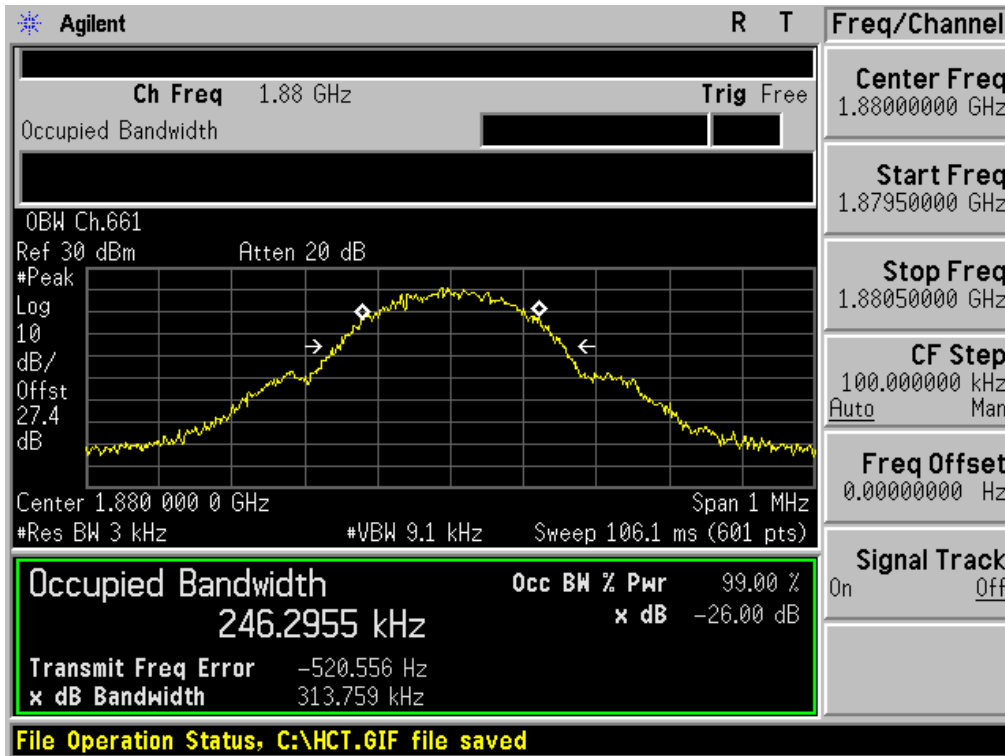 Agilent R T Freq/Channel
Ch Freq 1.88 GHz Trig Free
Occupied Bandwidth
Center Freq
1.88000000 GHz
Start Freq
1.87950000 GHz
Stop Freq
1.88050000 GHz
CF Step
100.000000 kHz
Auto Man
Freq Offset
0.00000000 Hz
Signal Track
On Off
OBW Ch.661
Ref 30 dBm Atten 20 dB
#Peak
Log
10
dB/
Offst
27.4
dB
Center 1.880 000 0 GHz Span 1 MHz
#Res BW 3 kHz #VBW 9.1 kHz Sweep 106.1 ms (601 pts)
Occupied Bandwidth
246.2955 kHz
Occ BW % Pwr 99.00 %
x dB -26.00 dB
Transmit Freq Error -520.556 Hz
x dB Bandwidth 313.759 kHz
File Operation Status, C:\HCT.GIF file saved